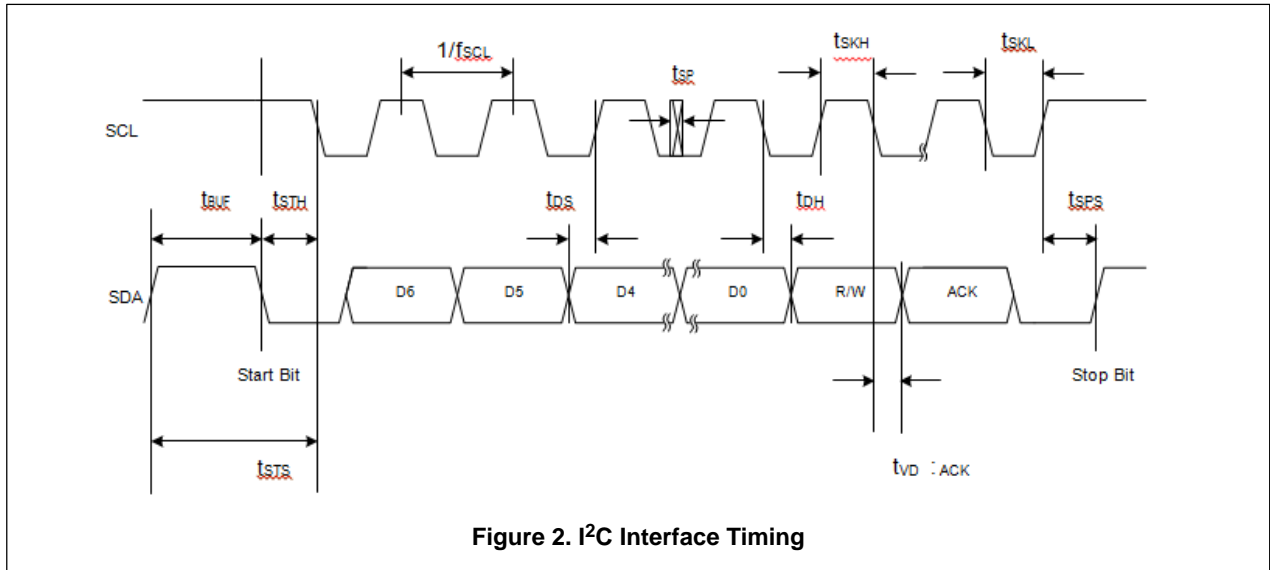 1/fSCL
tSKH
tSKL
tSP
SCL
tBUF
tSTH
tDS
tDH
tSPS
SDA
D6
D5
D4
D0
R/W
ACK
Start Bit
Stop Bit
tSTS
tVD : ACK
Figure 2. I²C Interface Timing